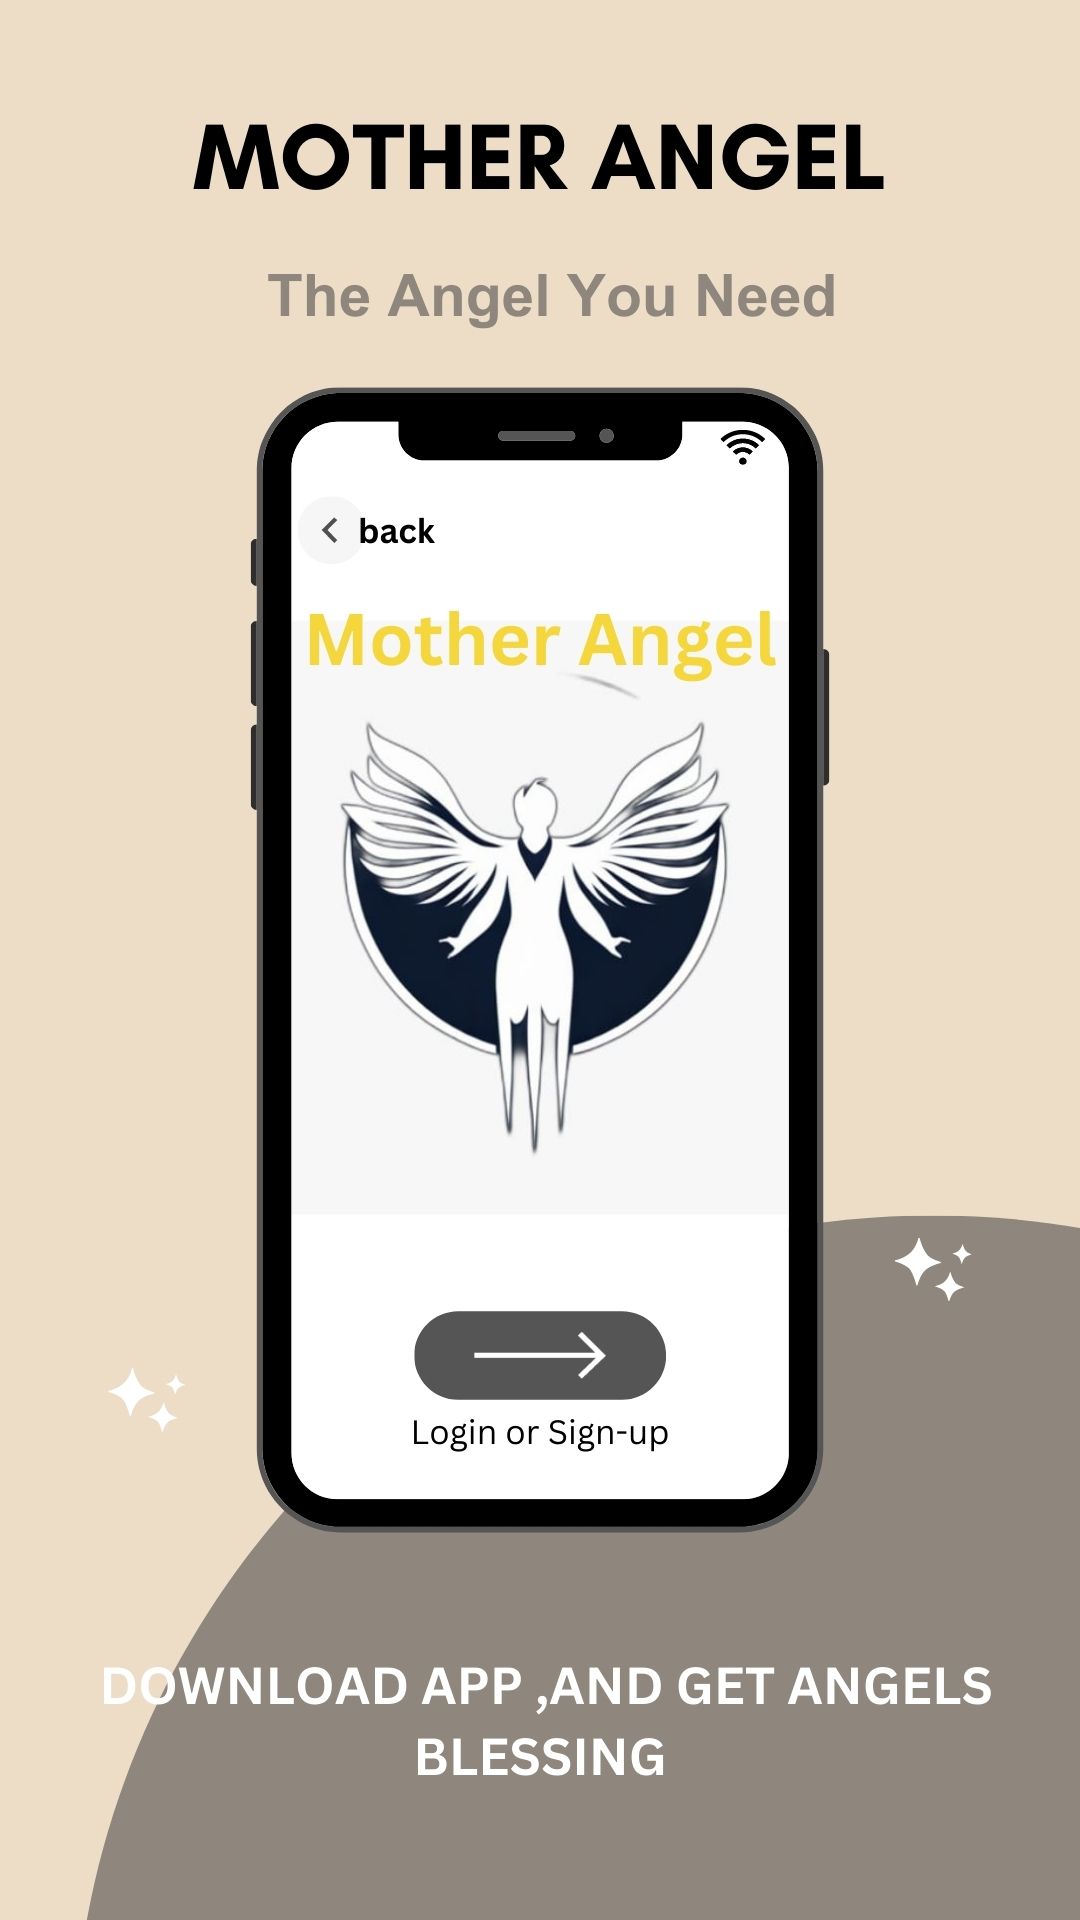 MOTHER ANGEL
The Angel You Need
back
Mother Angel
Login or Sign-up
DOWNLOAD APP ,AND GET ANGELS
BLESSING